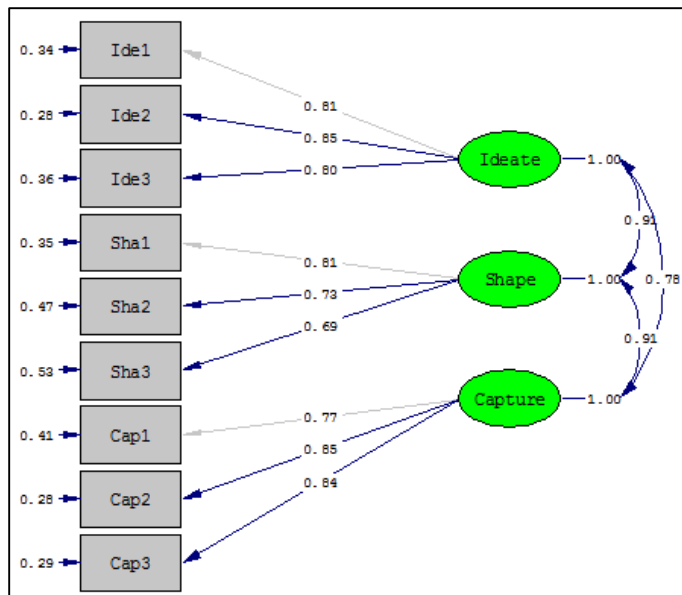 0.34 Ide1
0.81
0.28 Ide2
0.85
Ideate 1.00
0.36 Ide3
0.80
0.91
0.35 Sha1
0.81
Shape 1.00 0.78
0.47 Sha2
0.73
0.69
0.91
0.53 Sha3
Capture 1.00
0.77
0.41 Cap1
0.85
0.84
0.28 Cap2
0.29 Cap3